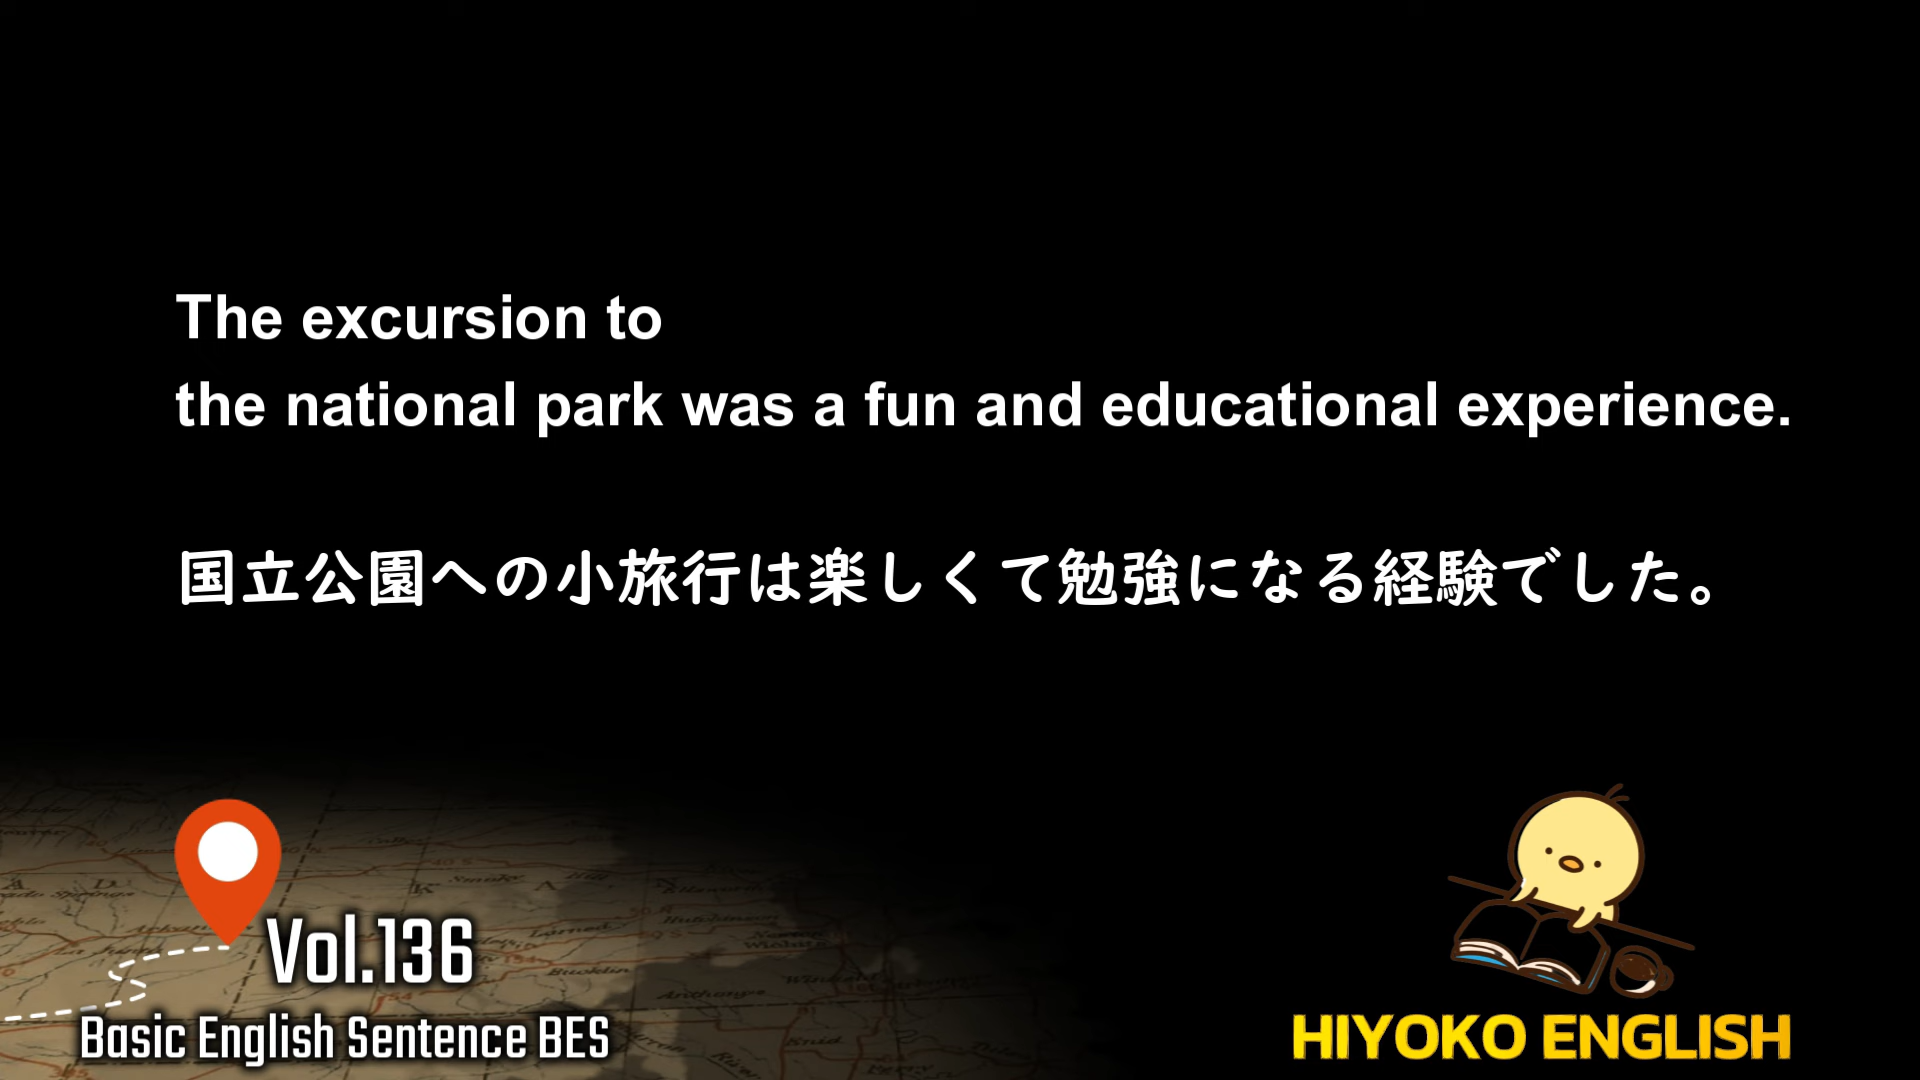 The excursion to
the national park was a fun and educational experience.
国立公園への小旅行は楽しくて勉強になる経験でした。
Vol.136
Basic English Sentence BES
HIYOKO ENGLISH